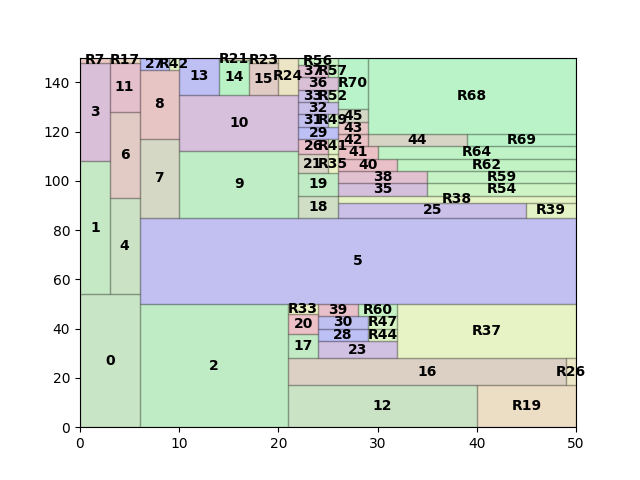 R7 R17 27 R42 R21 R23 R56
3 11 8 13 14 15 R24 37 R57
36 R70 R68
33 R52
32
31 R49 45
29 43
6 7 10 26 R41 42 44 R69
41 R64
21 R35 40 R62
1 9 19 38 R59
35 R54
18 R38
25 R39
4 5
0 2 R33 39 R60
20 30 R47 R37
17 28 R44
23
16 R26
12 R19
0
20
40
60
80
100
120
140
0 10 20 30 40 50